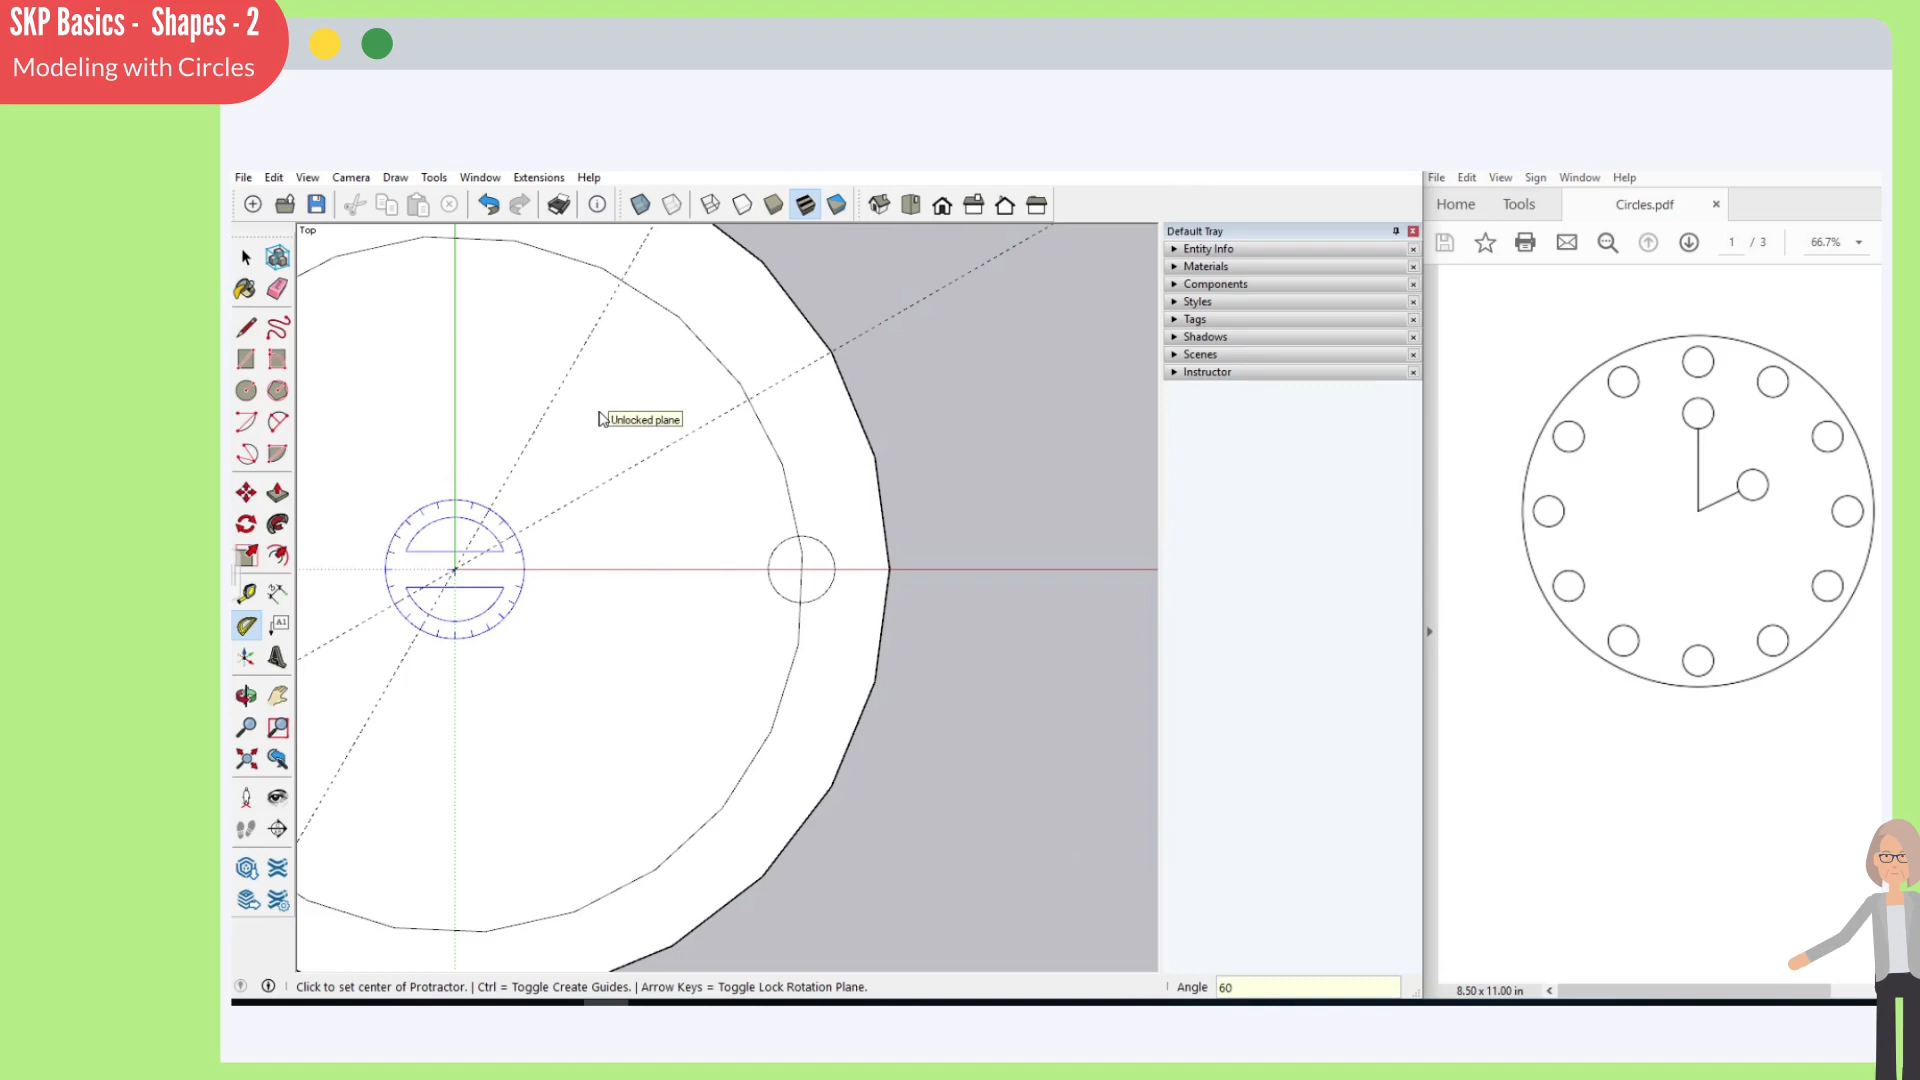 SKP Basics - Shapes - 2
Modeling with Circles
File Edit View Camera Draw Tools Window Extensions Help
Top
Unlocked plane
Default Tray
Entity Info
Materials
Components
Styles
Tags
Shadows
Scenes
Instructor
Click to set center of Protractor. | Ctrl = Toggle Create Guides. | Arrow Keys = Toggle Lock Rotation Plane.
Angle 60
File Edit View Sign Window Help
Home Tools Circles.pdf
1 / 3 66.7%
8.50 x 11.00 in
A1